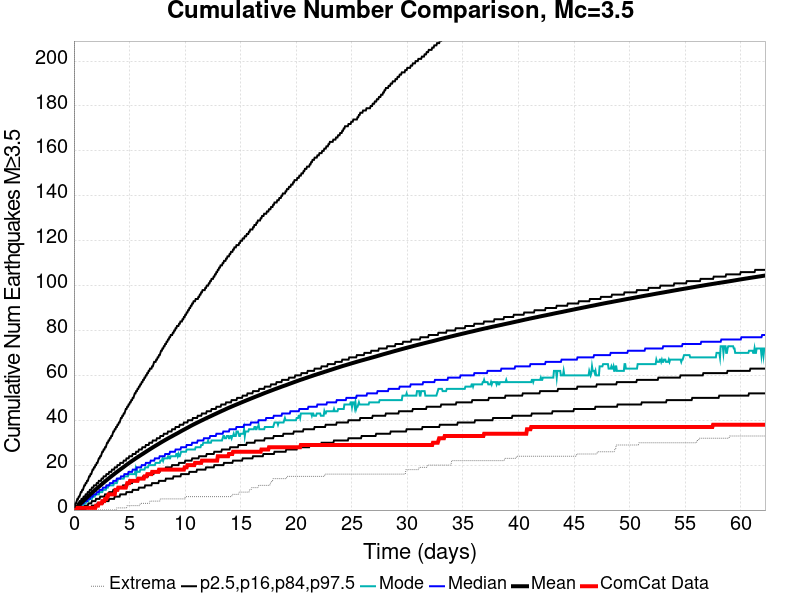 Cumulative Number Comparison, Mc=3.5
Cumulative Num Earthquakes M≥3.5
200
180
160
140
120
100
80
60
40
20
0
0 5 10 15 20 25 30 35 40 45 50 55 60
Time (days)
Extrema p2.5,p16,p84,p97.5 Mode Median Mean ComCat Data